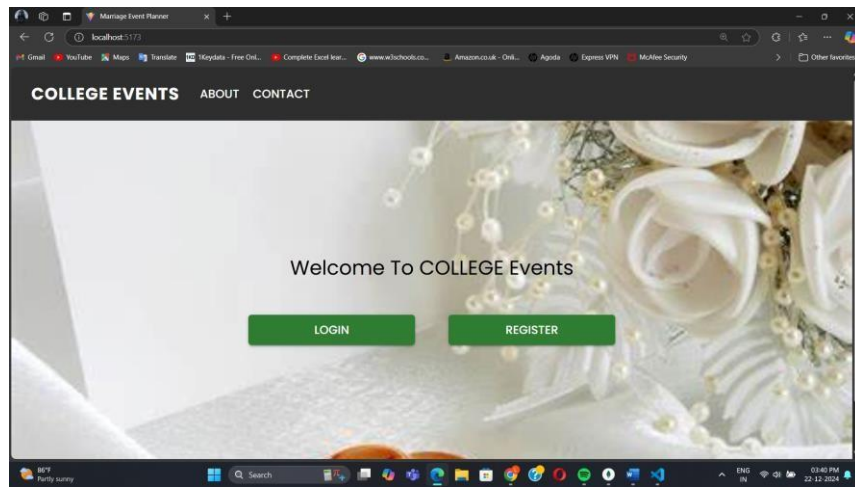 Marriage Event Planner
localhost:5173
Gmail YouTube Maps Translate 1Keydata - Free Onl... Complete Excel lear... www.w3schools.co... Amazon.co.uk - Onli... Agoda Express VPN McAfee Security Other favorites
COLLEGE EVENTS ABOUT CONTACT
Welcome To COLLEGE Events
LOGIN REGISTER
86°F
Partly sunny
Search
ENG
IN
03:40 PM
22-12-2024